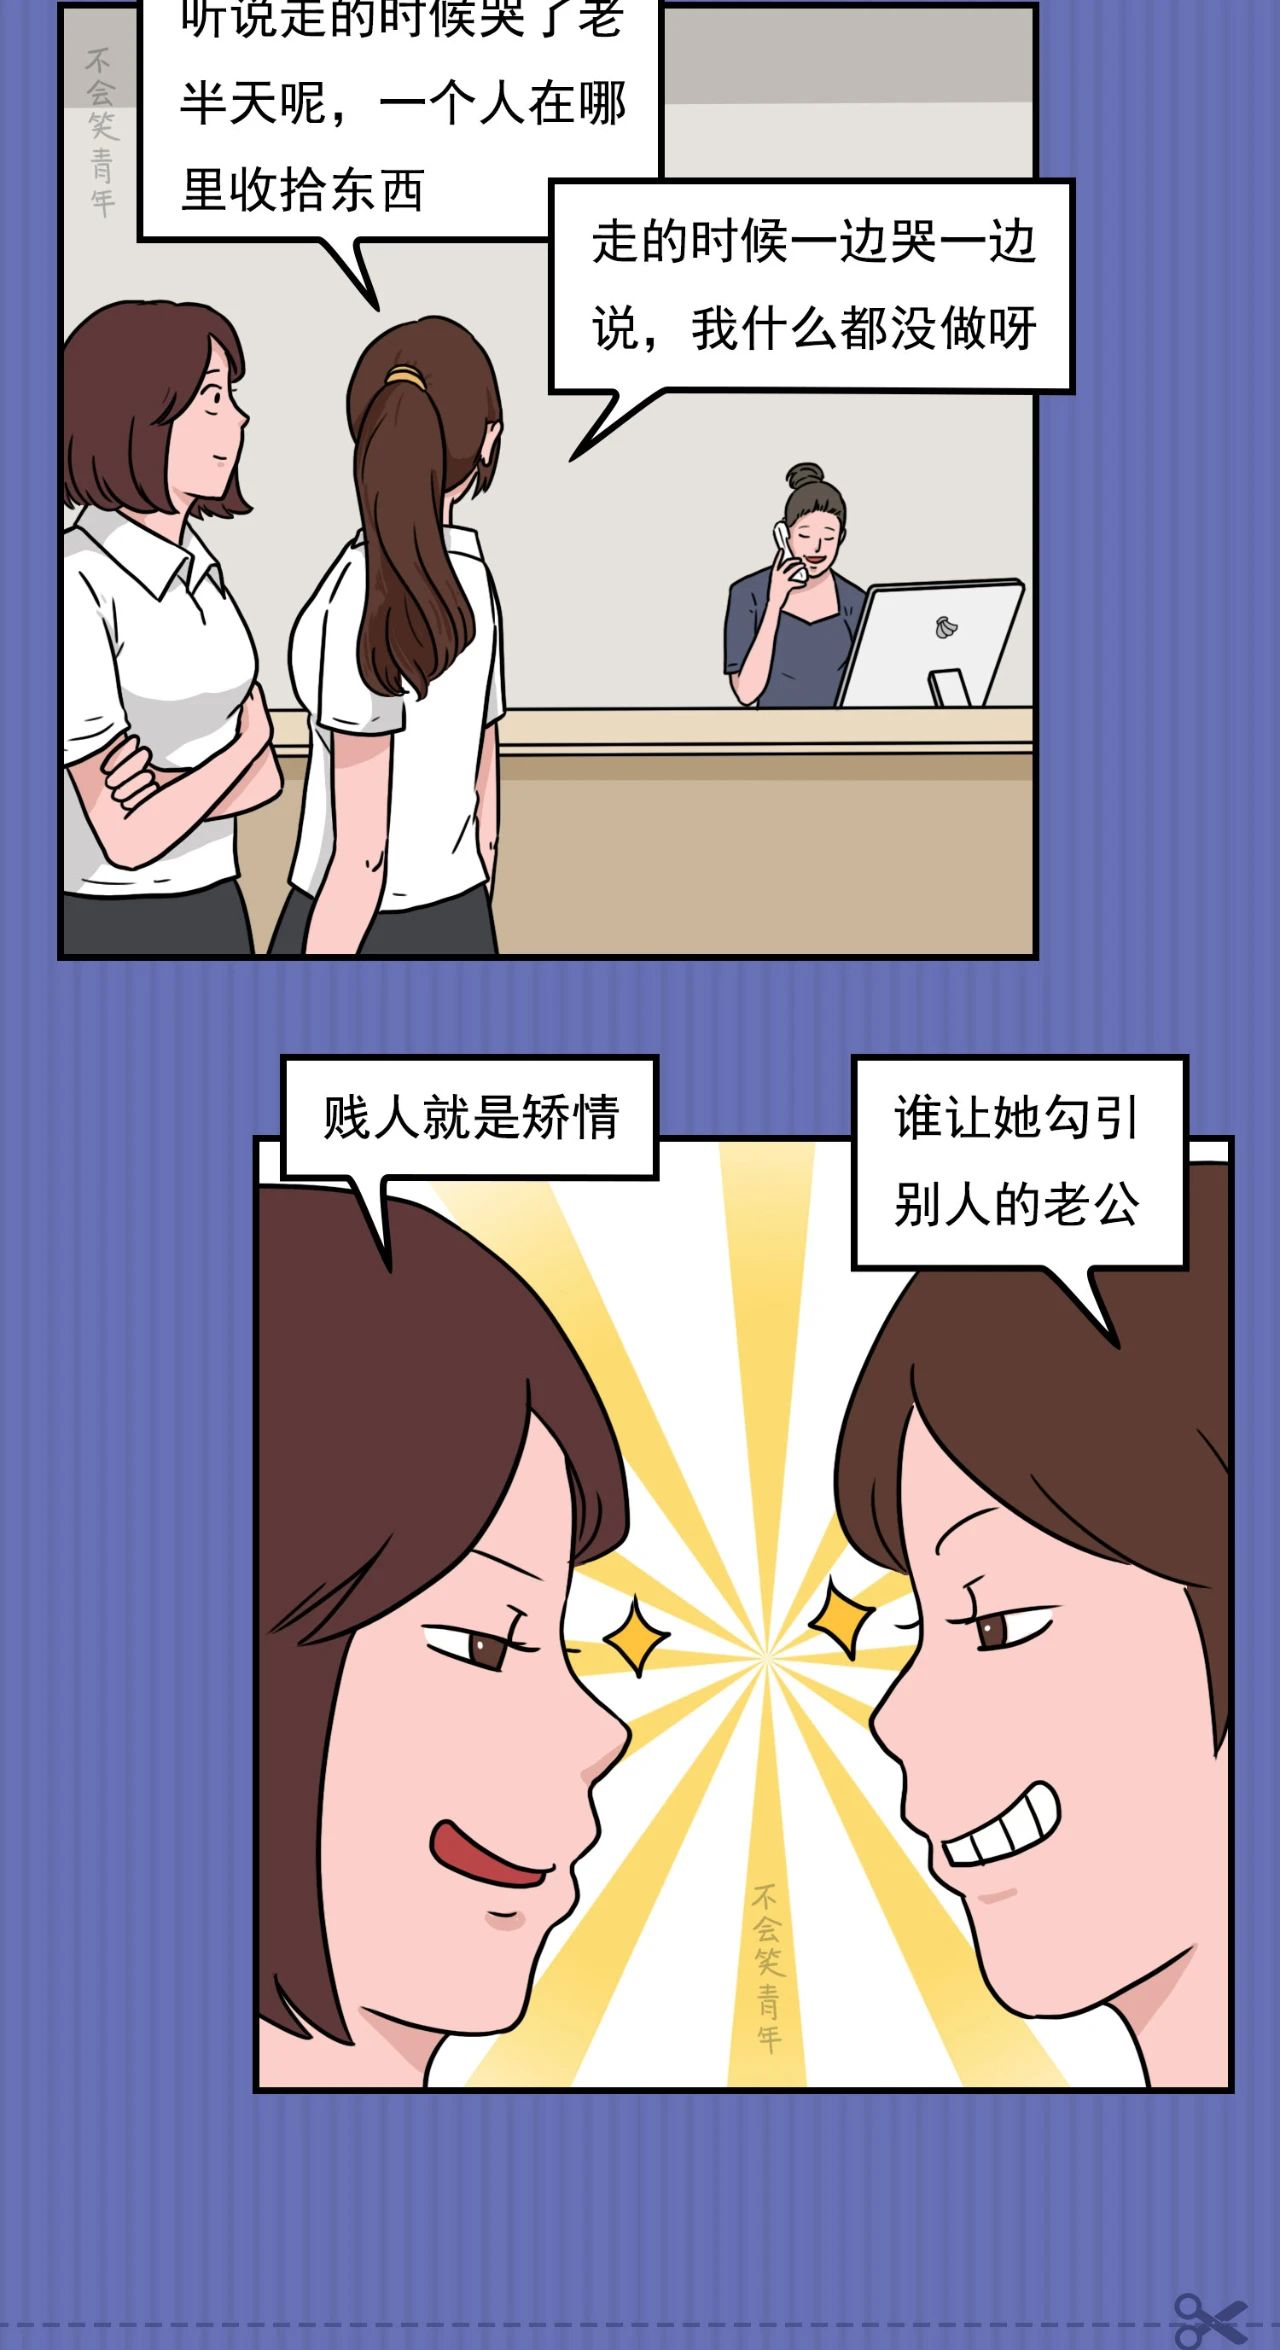 听说走的时候哭了老
半天呢，一个人在哪
里收拾东西
走的时候一边哭一边
说，我什么都没做呀
不会笑青年
贱人就是矫情
谁让她勾引
别人的老公
不会笑青年